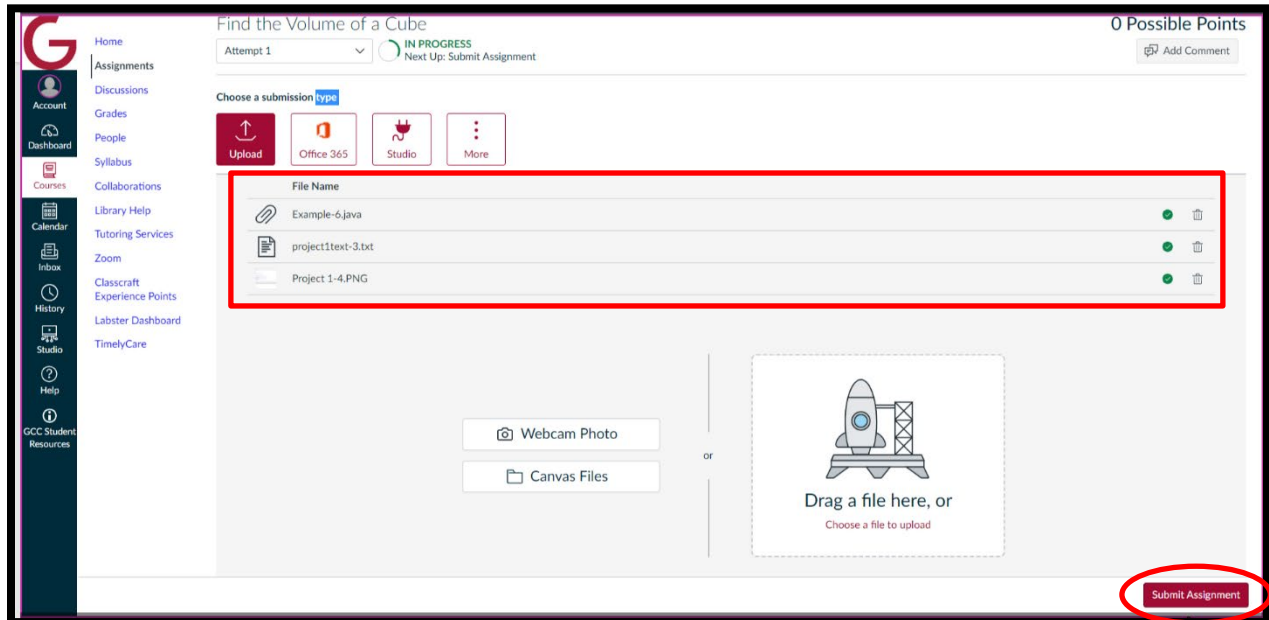 Find the Volume of a Cube
0 Possible Points
Attempt 1
IN PROGRESS
Next Up: Submit Assignment
Add Comment
G
Account
Dashboard
Courses
Calendar
Inbox
History
Studio
Help
GCC Student
Resources
Home
Assignments
Discussions
Grades
People
Syllabus
Collaborations
Library Help
Tutoring Services
Zoom
Classcraft
Experience Points
Labster Dashboard
TimelyCare
Choose a submission type
Upload
Office 365
Studio
More
File Name
Example-6.java
project1text-3.txt
Project 1-4.PNG
Webcam Photo
Canvas Files
or
Drag a file here, or
Choose a file to upload
Submit Assignment